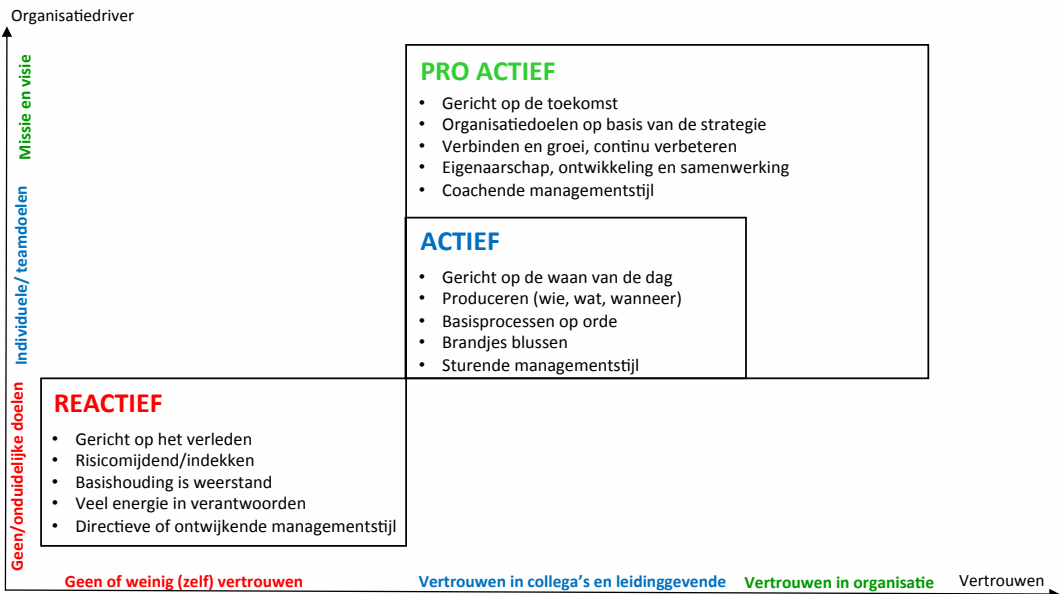 Organisatiedriver
Missie en visie
Individuele/ teamdoelen
Geen/onduidelijke doelen
PRO ACTIEF
• Gericht op de toekomst
• Organisatiedoelen op basis van de strategie
• Verbinden en groei, continu verbeteren
• Eigenaarschap, ontwikkeling en samenwerking
• Coachende managementstijl
ACTIEF
• Gericht op de waan van de dag
• Produceren (wie, wat, wanneer)
• Basisprocessen op orde
• Brandjes blussen
• Sturende managementstijl
REACTIEF
• Gericht op het verleden
• Risicomijdend/indekken
• Basishouding is weerstand
• Veel energie in verantwoorden
• Directieve of ontwijkende managementstijl
Geen of weinig (zelf) vertrouwen
Vertrouwen in collega’s en leidinggevende
Vertrouwen in organisatie
Vertrouwen